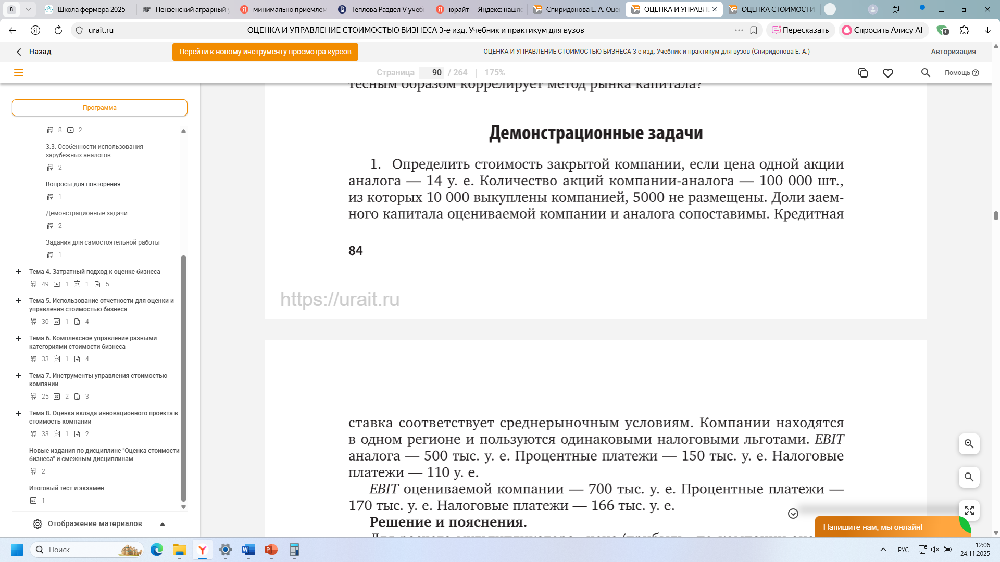 8
Школа фермера 2025
Пензенский аграрный
минимально приемлем
Теплова Раздел V учеб
юрайт — Яндекс: нашло
Спиридонова Е. А. Оце
ОЦЕНКА И УПРАВЛЕ
ОЦЕНКА СТОИМОСТИ
urait.ru
ОЦЕНКА И УПРАВЛЕНИЕ СТОИМОСТЬЮ БИЗНЕСА 3-е изд. Учебник и практикум для вузов
Пересказать
Спросить Алису AI
1
Назад
Перейти к новому инструменту просмотра курсов
ОЦЕНКА И УПРАВЛЕНИЕ СТОИМОСТЬЮ БИЗНЕСА 3-е изд. Учебник и практикум для вузов (Спиридонова Е. А.)
Авторизация
Страница 90 / 264 175%
Помощь
Программа
8 2
3.3. Особенности использования
зарубежных аналогов
2
Вопросы для повторения
1
Демонстрационные задачи
2
Задания для самостоятельной работы
1
Тема 4. Затратный подход к оценке бизнеса
49 1 1 5
Тема 5. Использование отчетности для оценки и
управления стоимостью бизнеса
30 1 4
Тема 6. Комплексное управление разными
категориями стоимости бизнеса
33 1 4
Тема 7. Инструменты управления стоимостью
компании
25 2 3
Тема 8. Оценка вклада инновационного проекта в
стоимость компании
33 1 2
Новые издания по дисциплине "Оценка стоимости
бизнеса" и смежным дисциплинам
2
Итоговый тест и экзамен
1
Отображение материалов
тесным образом коррелирует метод рынка капитала?
Демонстрационные задачи
1. Определить стоимость закрытой компании, если цена одной акции
аналога — 14 у. е. Количество акций компании-аналога — 100 000 шт.,
из которых 10 000 выкуплены компанией, 5000 не размещены. Доли заем-
ного капитала оцениваемой компании и аналога сопоставимы. Кредитная
84
https://urait.ru
ставка соответствует среднерыночным условиям. Компании находятся
в одном регионе и пользуются одинаковыми налоговыми льготами. EBIT
аналога — 500 тыс. у. е. Процентные платежи — 150 тыс. у. е. Налоговые
платежи — 110 у. е.
EBIT оцениваемой компании — 700 тыс. у. е. Процентные платежи —
170 тыс. у. е. Налоговые платежи — 166 тыс. у. е.
Решение и пояснения.
Напишите нам, мы онлайн!
Поиск
РУС
12:06
24.11.2025